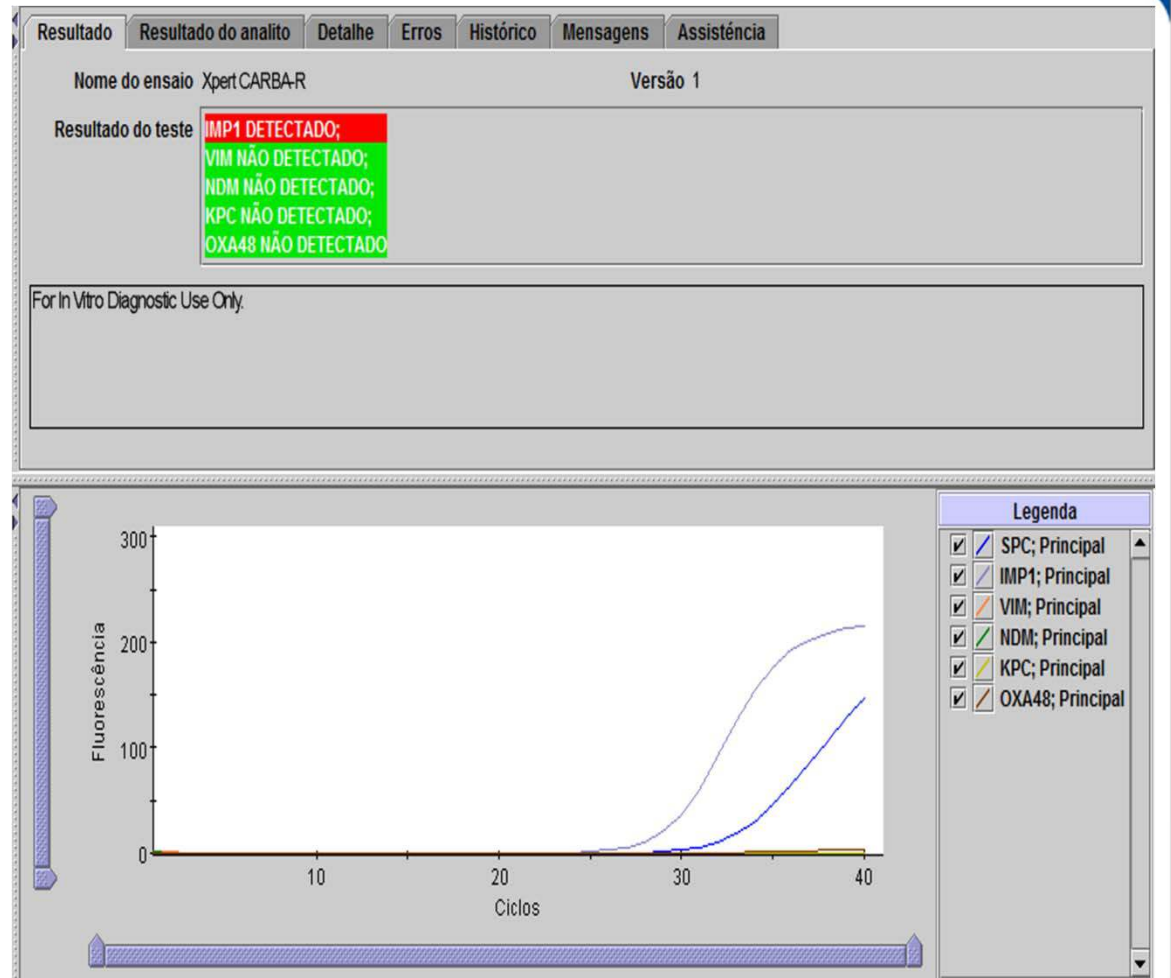 Resultado Resultado do analito Detalhe Erros Histórico Mensagens Assisténcia
Nome do ensaio Xpert CARBA-R Versão 1
Resultado do teste IMP1 DETECTADO;
VIM NÃO DETECTADO;
NDM NÃO DETECTADO;
KPC NÃO DETECTADO;
OXA48 NÃO DETECTADO
For In Vitro Diagnostic Use Only.
300
200
100
0
Fluorescência
10 20 30 40
Ciclos
Legenda
SPC; Principal
IMP1; Principal
VIM; Principal
NDM; Principal
KPC; Principal
OXA48; Principal